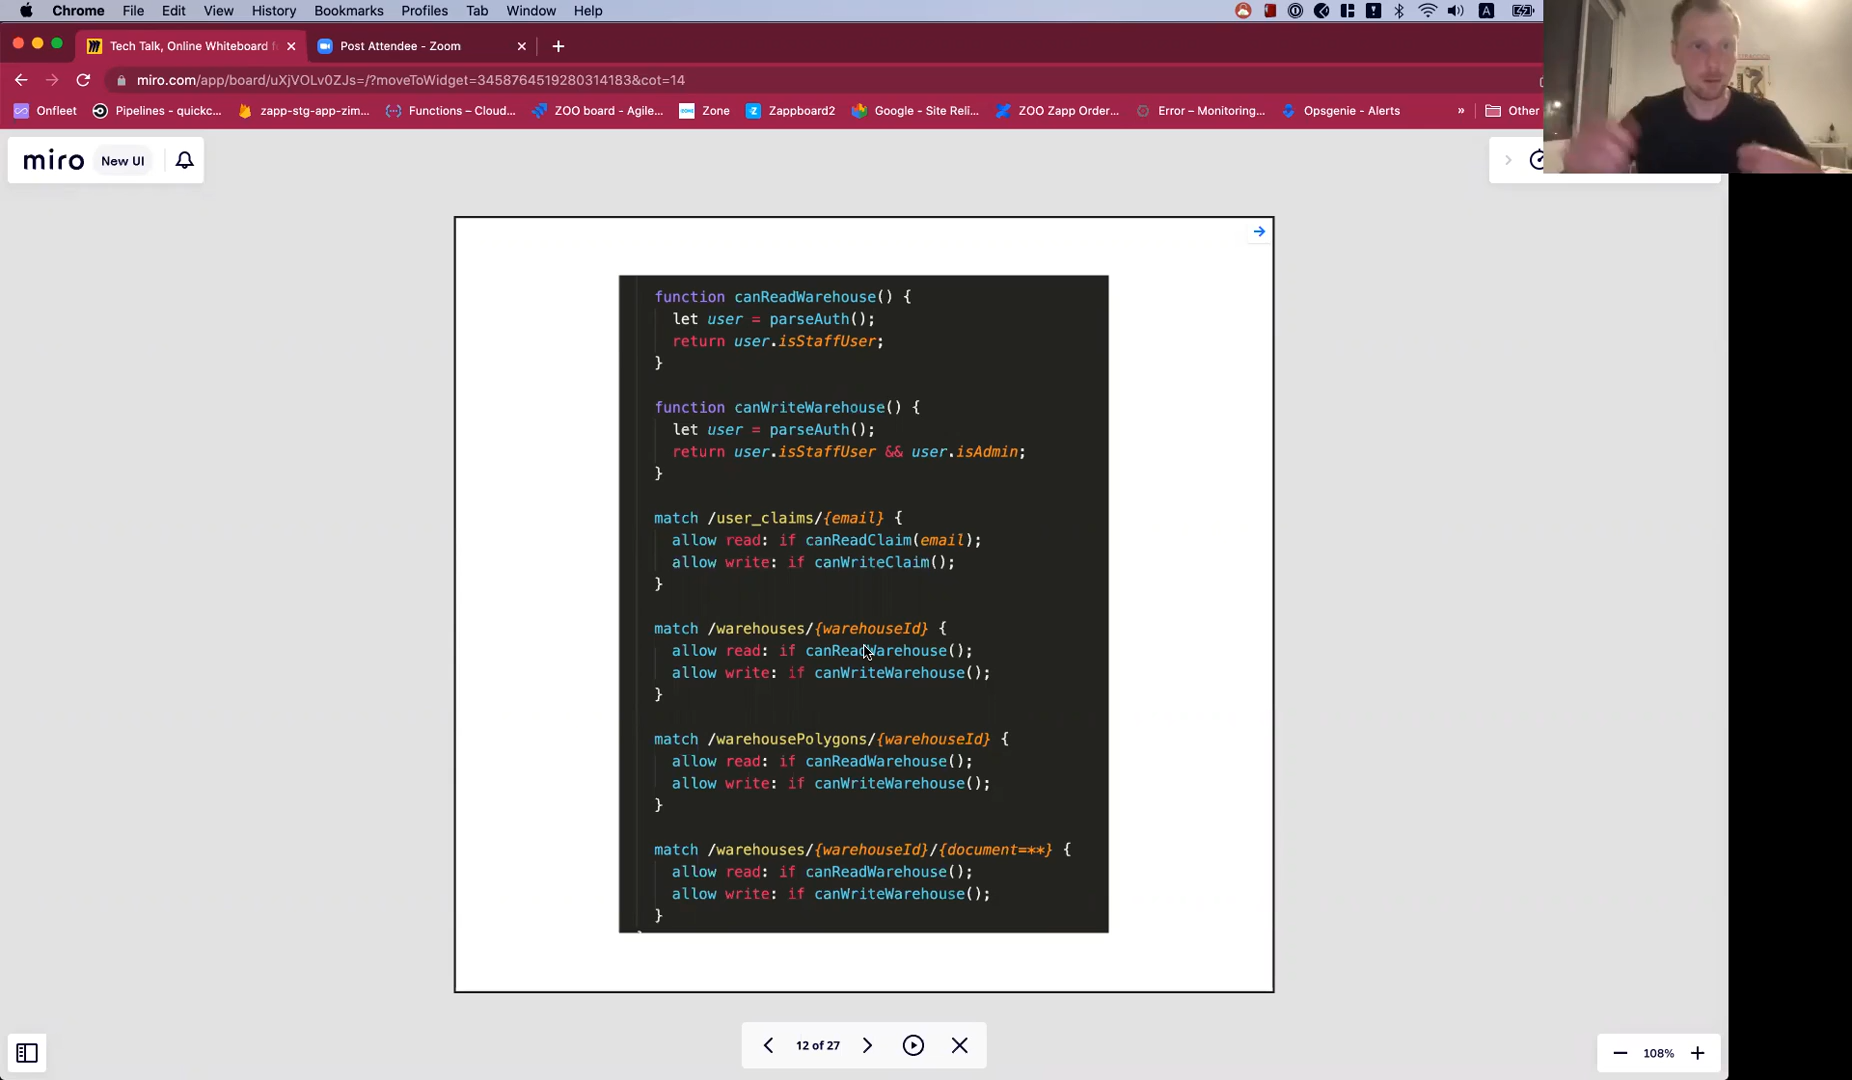 Chrome File Edit View History Bookmarks Profiles Tab Window Help
Tech Talk, Online Whiteboard f
Post Attendee - Zoom
miro.com/app/board/uXjVOLv0ZJs=/?moveToWidget=3458764519280314183&cot=14
Onfleet Pipelines - quickc... zapp-stg-app-zim... Functions – Cloud... ZOO board - Agile... Zone Zappboard2 Google - Site Reli... ZOO Zapp Order... Error – Monitoring... Opsgenie - Alerts » Other
miro New UI
function canReadWarehouse() {
let user = parseAuth();
return user.isStaffUser;
}
function canWriteWarehouse() {
let user = parseAuth();
return user.isStaffUser && user.isAdmin;
}
match /user_claims/{email} {
allow read: if canReadClaim(email);
allow write: if canWriteClaim();
}
match /warehouses/{warehouseId} {
allow read: if canReadWarehouse();
allow write: if canWriteWarehouse();
}
match /warehousePolygons/{warehouseId} {
allow read: if canReadWarehouse();
allow write: if canWriteWarehouse();
}
match /warehouses/{warehouseId}/{document=**} {
allow read: if canReadWarehouse();
allow write: if canWriteWarehouse();
}
12 of 27
108%